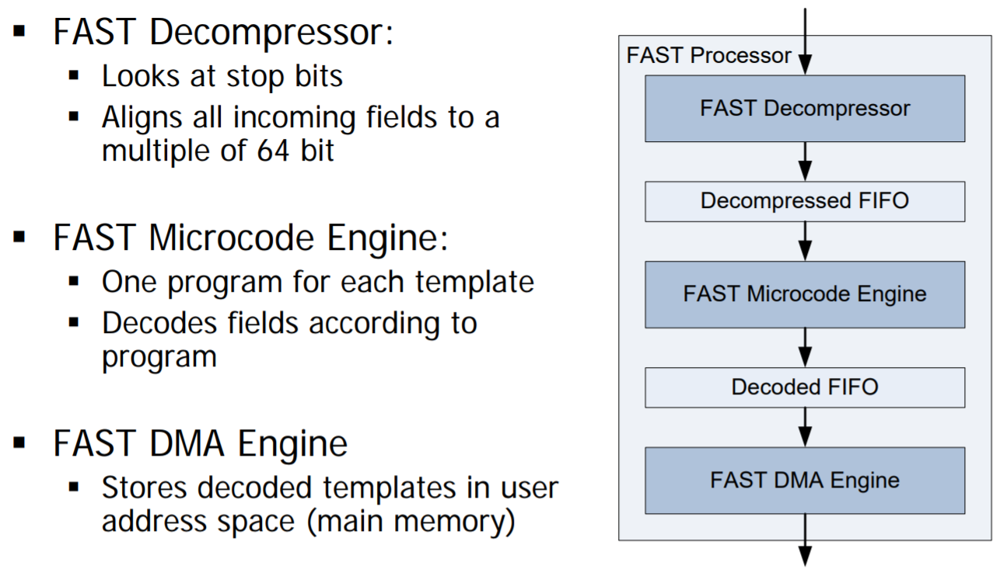 ▪ FAST Decompressor:
▪ Looks at stop bits
▪ Aligns all incoming fields to a
multiple of 64 bit
▪ FAST Microcode Engine:
▪ One program for each template
▪ Decodes fields according to
program
▪ FAST DMA Engine
▪ Stores decoded templates in user
address space (main memory)
FAST Processor
FAST Decompressor
Decompressed FIFO
FAST Microcode Engine
Decoded FIFO
FAST DMA Engine